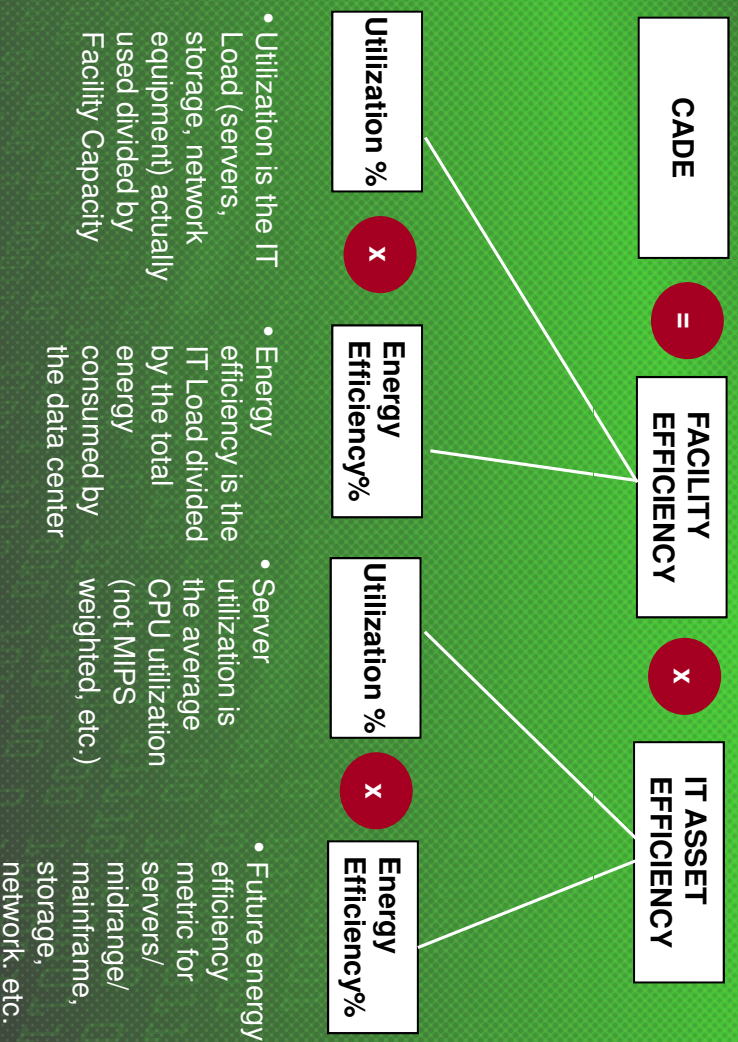 CADE
=
FACILITY
EFFICIENCY
x
IT ASSET
EFFICIENCY
Utilization %
x
Energy
Efficiency%
Utilization %
x
Energy
Efficiency%
• Utilization is the IT
Load (servers,
storage, network
equipment) actually
used divided by
Facility Capacity
• Energy
efficiency is the
IT Load divided
by the total
energy
consumed by
the data center
• Server
utilization is
the average
CPU utilization
(not MIPS
weighted, etc.)
• Future energy
efficiency
metric for
servers/
midrange/
mainframe,
storage,
network. etc.